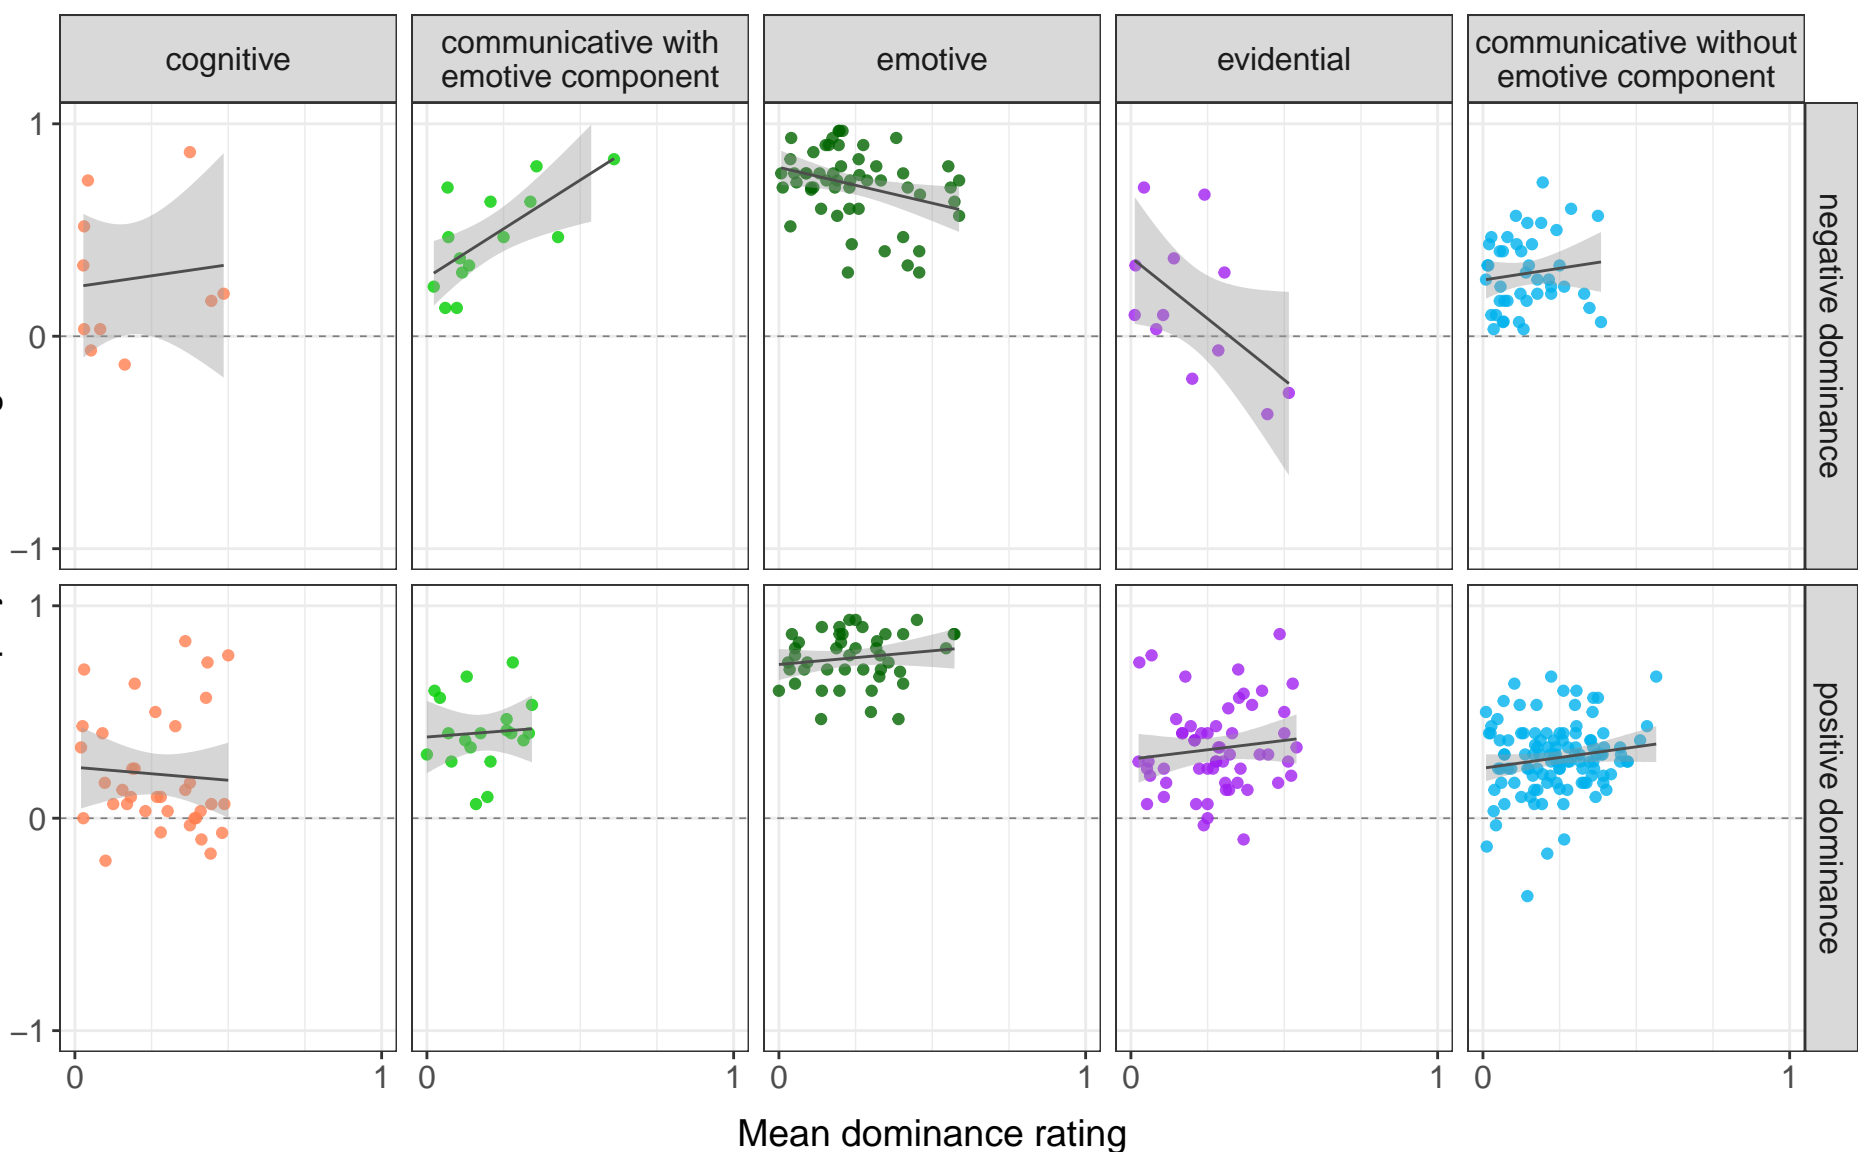 cognitive
communicative with
emotive component
emotive
evidential
communicative without
emotive component
1
0
−1
negative dominance
1
0
−1
positive dominance
0
1
0
1
0
1
0
1
0
1
Mean dominance rating